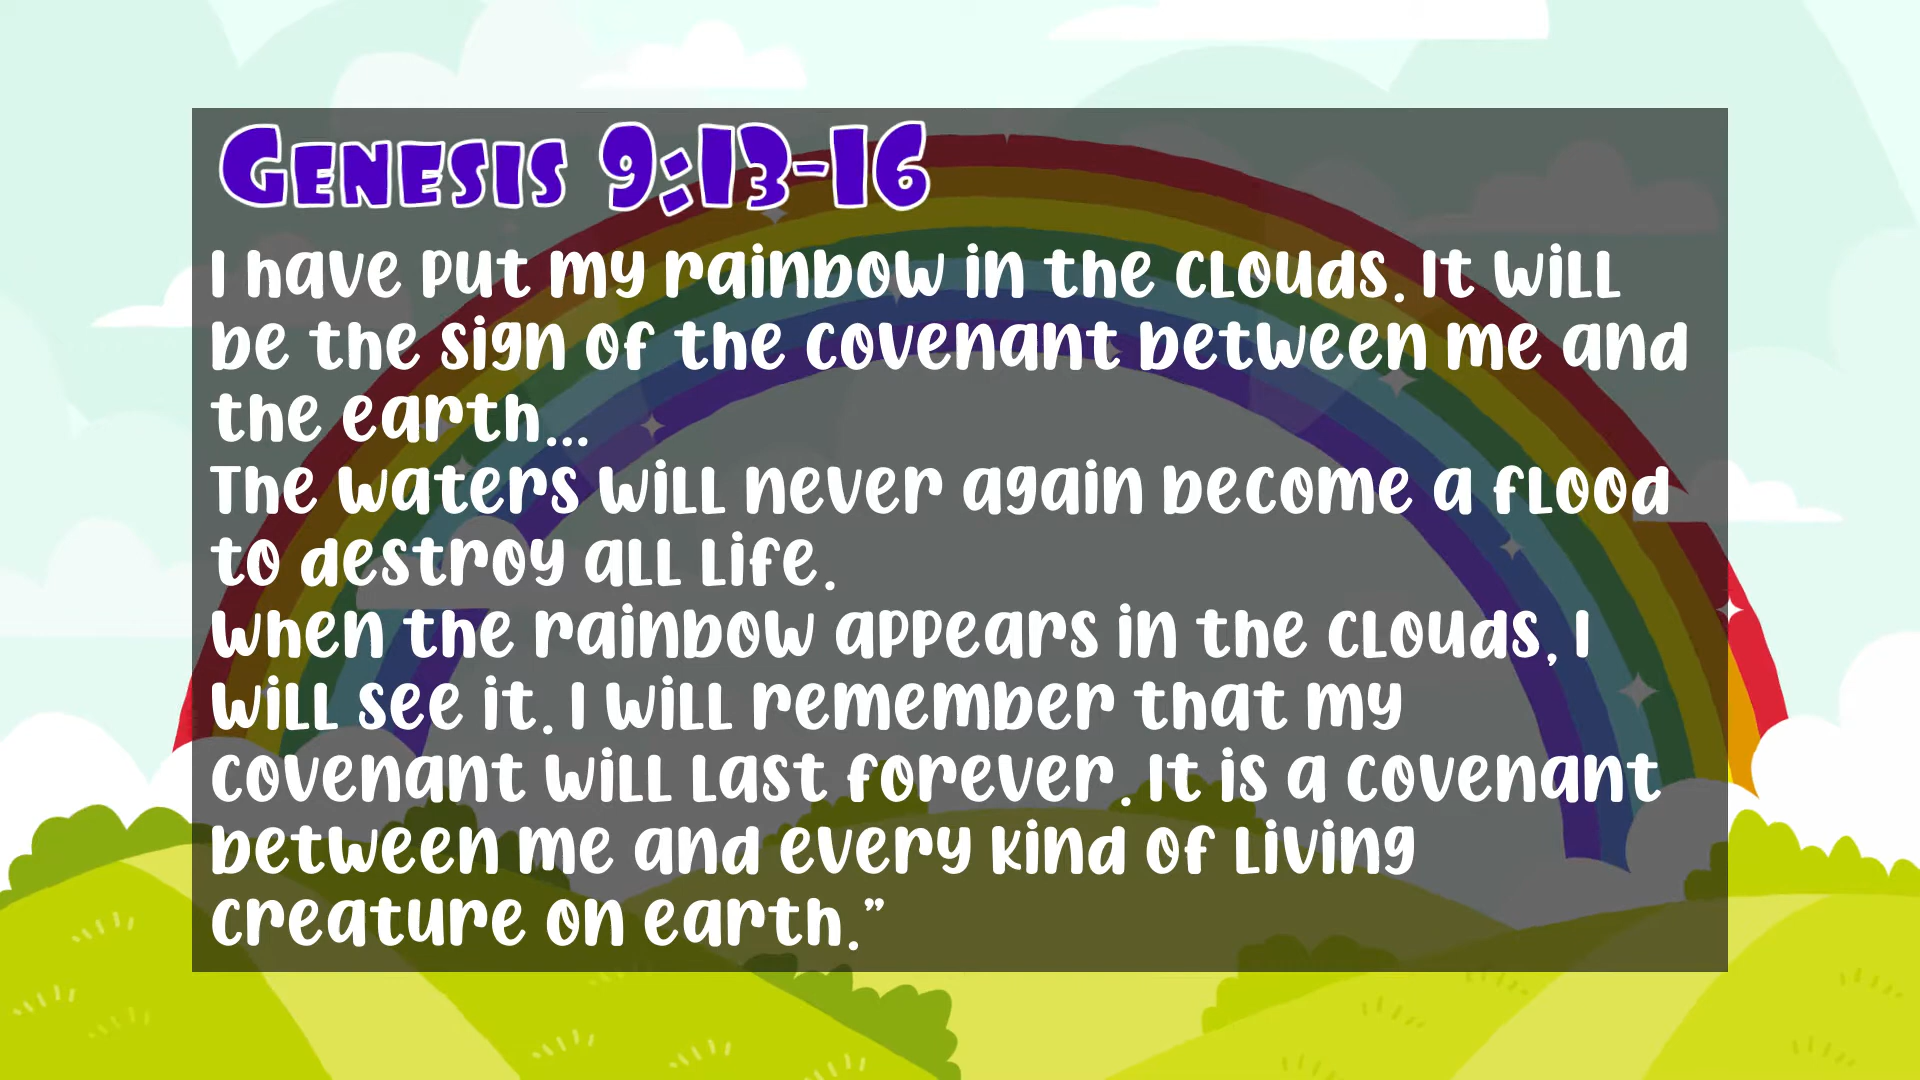 Genesis 9:13-16
I have put my rainbow in the clouds. It will
be the sign of the covenant between me and
the earth...
The waters will never again become a flood
to destroy all life.
When the rainbow appears in the clouds, I
will see it. I will remember that my
covenant will last forever. It is a covenant
between me and every kind of living
creature on earth.”